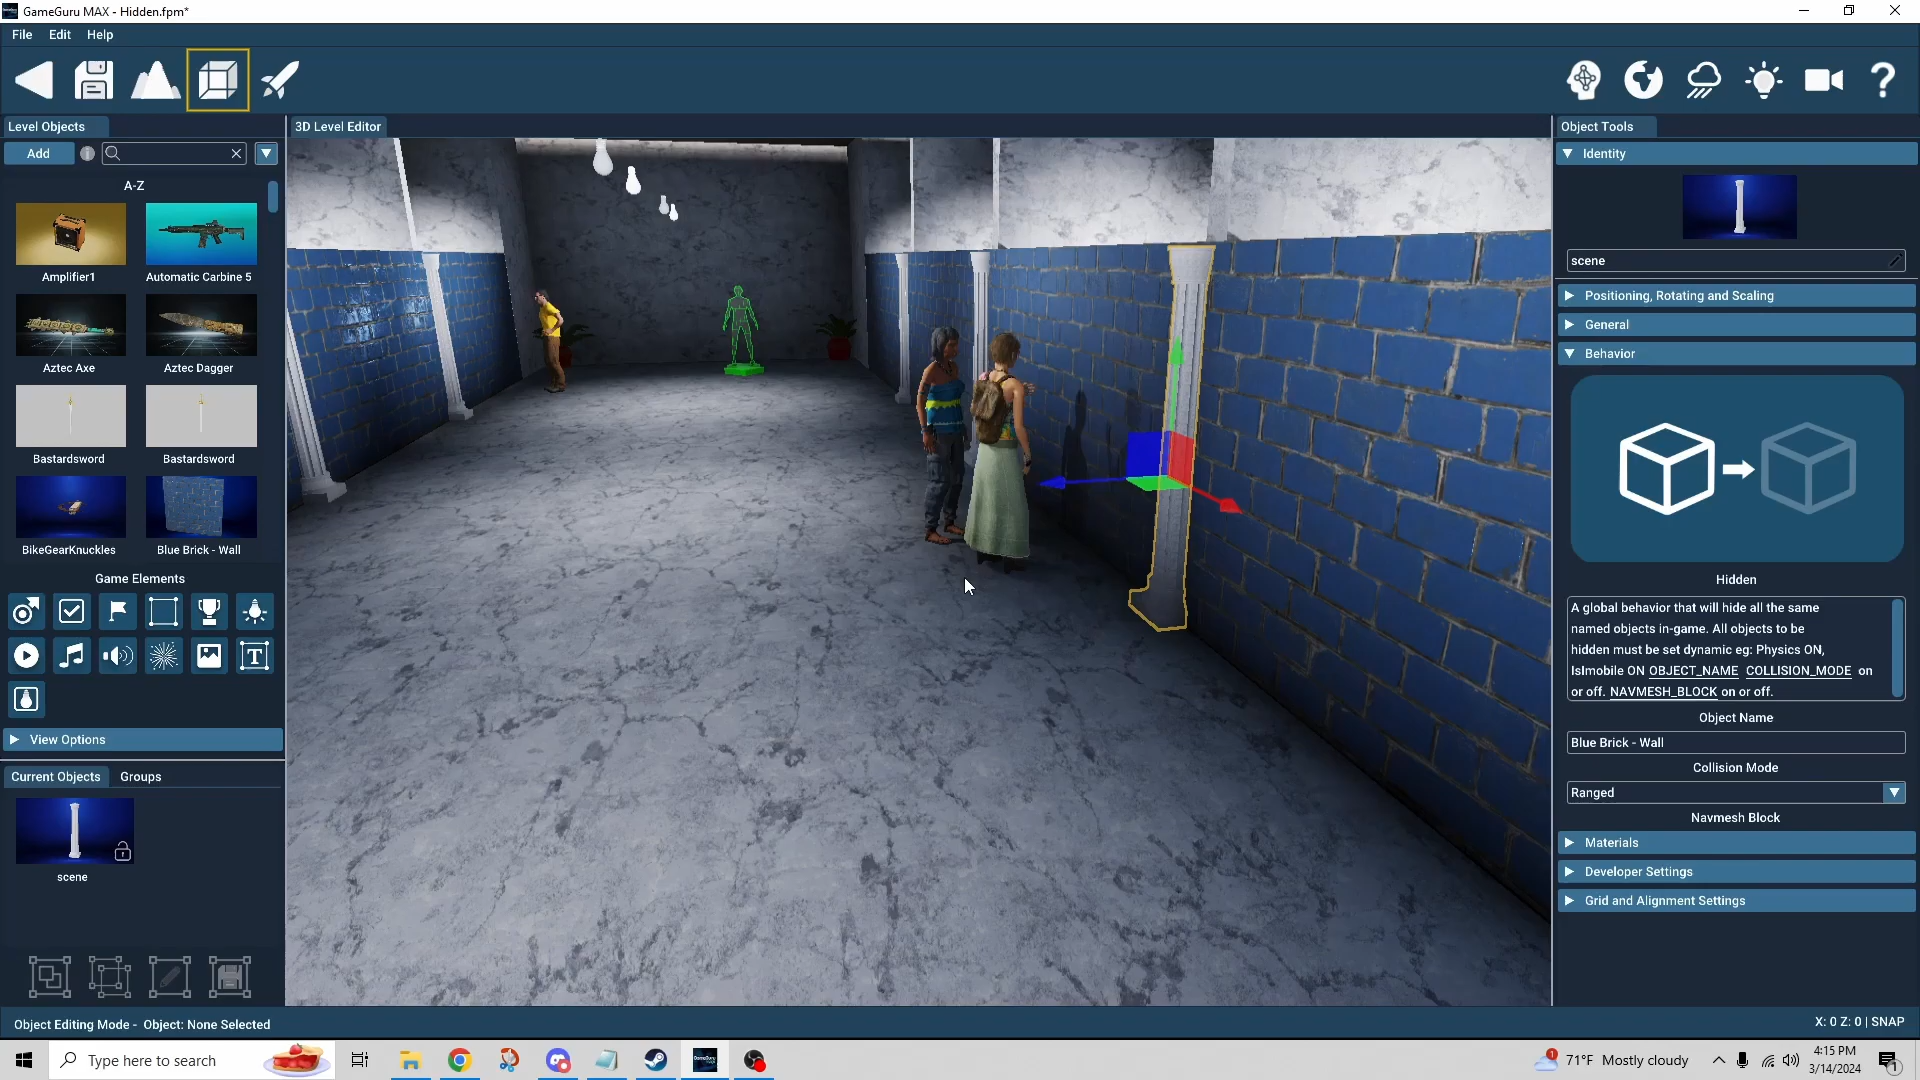 GameGuru MAX - Hidden.fpm*
File Edit Help
Level Objects
3D Level Editor
Object Tools
Add
Identity
A-Z
Amplifier1
Automatic Carbine 5
Aztec Axe
Aztec Dagger
Bastardsword
Bastardsword
BikeGearKnuckles
Blue Brick - Wall
Game Elements
T
View Options
Current Objects
Groups
scene
scene
Positioning, Rotating and Scaling
General
Behavior
Hidden
A global behavior that will hide all the same
named objects in-game. All objects to be
hidden must be set dynamic eg: Physics ON,
IsImobile ON OBJECT_NAME COLLISION_MODE on
or off. NAVMESH_BLOCK on or off.
Object Name
Blue Brick - Wall
Collision Mode
Ranged
Navmesh Block
Materials
Developer Settings
Grid and Alignment Settings
Object Editing Mode - Object: None Selected
X: 0 Z: 0 | SNAP
Type here to search
1
71°F Mostly cloudy
4:15 PM
3/14/2024
1